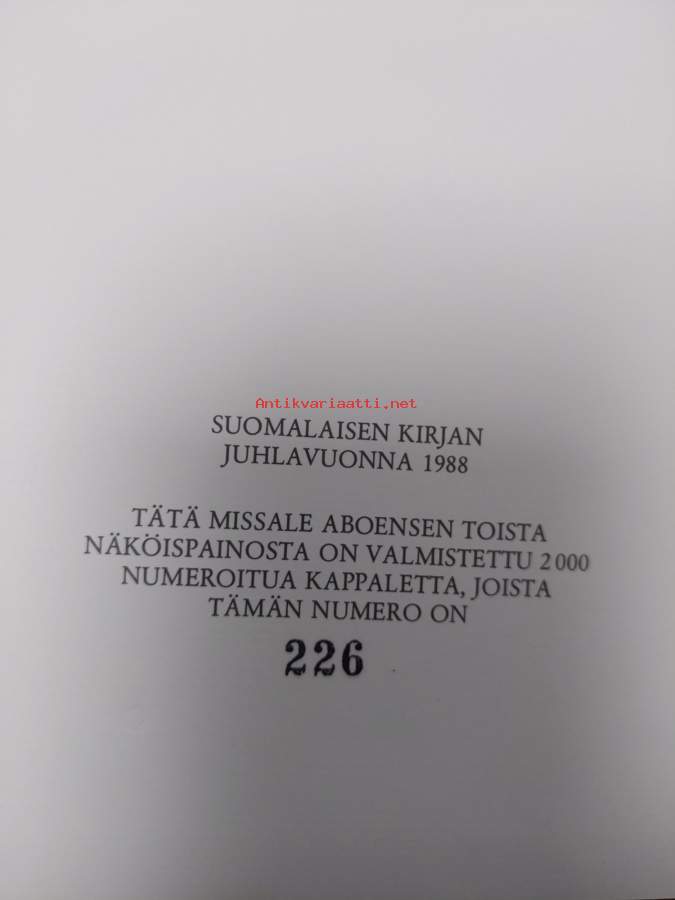 Antikvariaatti.net
SUOMALAISEN KIRJAN
JUHLAVUONNA 1988
TÄTÄ MISSALE ABOENSEN TOISTA
NÄKÖISPAINOSTA ON VALMISTETTU 2000
NUMEROITUA KAPPALETTA, JOISTA
TÄMÄN NUMERO ON
226